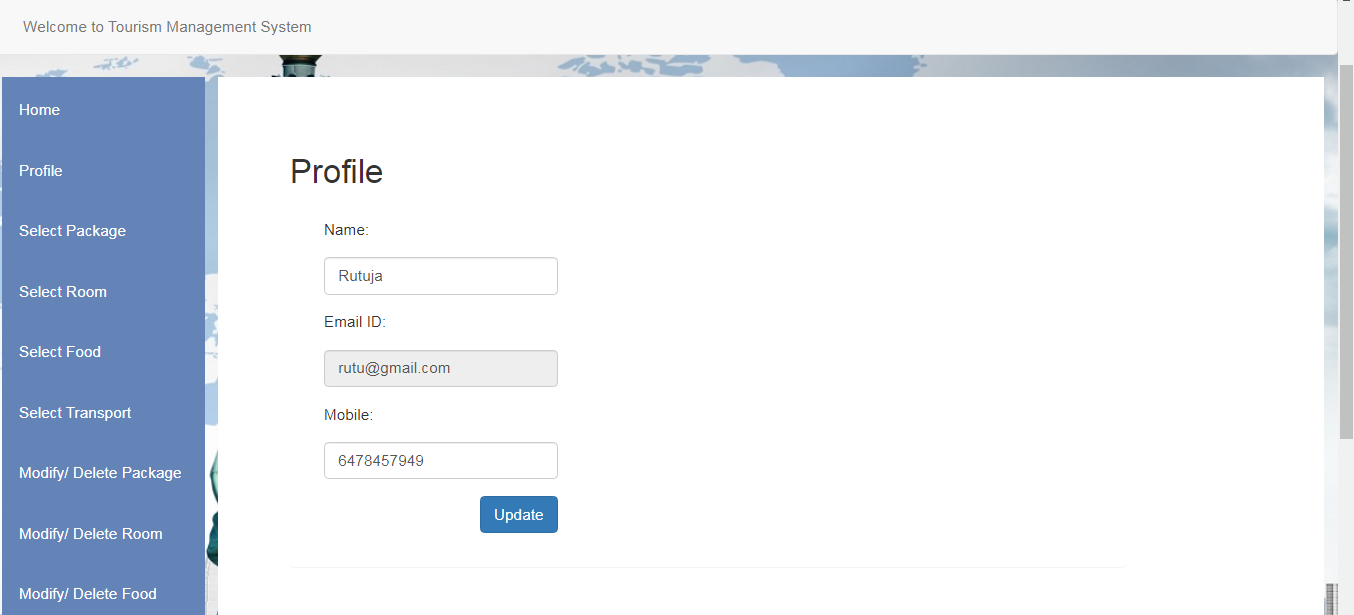 Welcome to Tourism Management System
Home
Profile
Select Package
Select Room
Select Food
Select Transport
Modify/ Delete Package
Modify/ Delete Room
Modify/ Delete Food
Profile
Name:
Rutuja
Email ID:
rutu@gmail.com
Mobile:
6478457949
Update